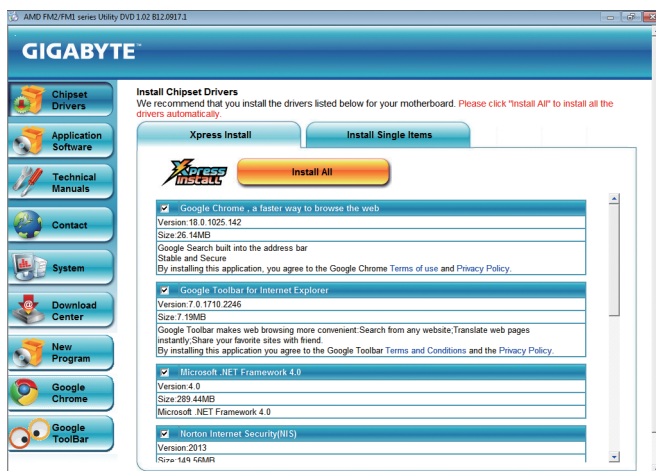 AMD FM2/FM1 series Utility DVD 1.02 B12.0917.1
GIGABYTE™
Chipset
Drivers
Application
Software
Technical
Manuals
Contact
System
Download
Center
New
Program
Google
Chrome
Google
ToolBar
Install Chipset Drivers
We recommend that you install the drivers listed below for your motherboard. Please click "Install All" to install all the
drivers automatically.
Xpress Install
Install Single Items
Xpress
Install
Install All
Google Chrome , a faster way to browse the web
Version:18.0.1025.142
Size:26.14MB
Google Search built into the address bar
Stable and Secure
By installing this application, you agree to the Google Chrome Terms of use and Privacy Policy.
Google Toolbar for Internet Explorer
Version:7.0.1710.2246
Size:7.19MB
Google Toolbar makes web browsing more convenient:Search from any website;Translate web pages
instantly;Share your favorite sites with friend.
By installing this application you agree to the Google Toolbar Terms and Conditions and the Privacy Policy.
Microsoft .NET Framework 4.0
Version:4.0
Size:289.44MB
Microsoft .NET Framework 4.0
Norton Internet Security(NIS)
Version:2013
Size:149.56MB